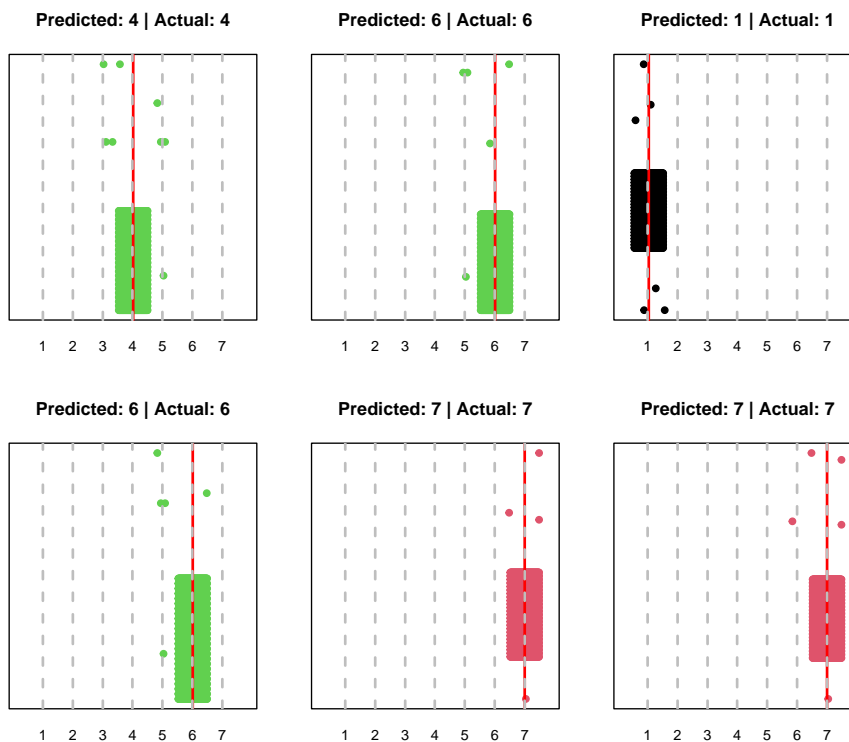 Predicted: 4 | Actual: 4
Predicted: 6 | Actual: 6
Predicted: 1 | Actual: 1
1 2 3 4 5 6 7
1 2 3 4 5 6 7
1 2 3 4 5 6 7
Predicted: 6 | Actual: 6
Predicted: 7 | Actual: 7
Predicted: 7 | Actual: 7
1 2 3 4 5 6 7
1 2 3 4 5 6 7
1 2 3 4 5 6 7